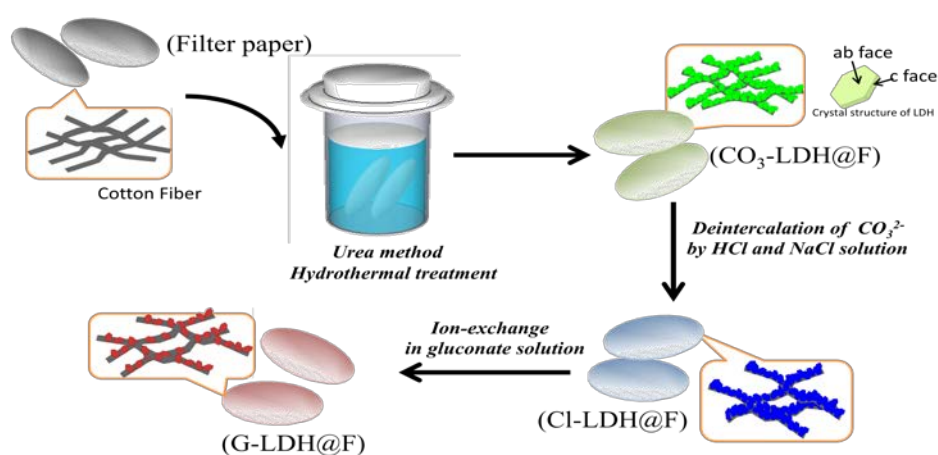 (Filter paper)
Cotton Fiber
Urea method
Hydrothermal treatment
ab face
c face
Crystal structure of LDH
(CO₃-LDH@F)
Deintercalation of CO₃²⁻
by HCl and NaCl solution
(Cl-LDH@F)
Ion-exchange
in gluconate solution
(G-LDH@F)